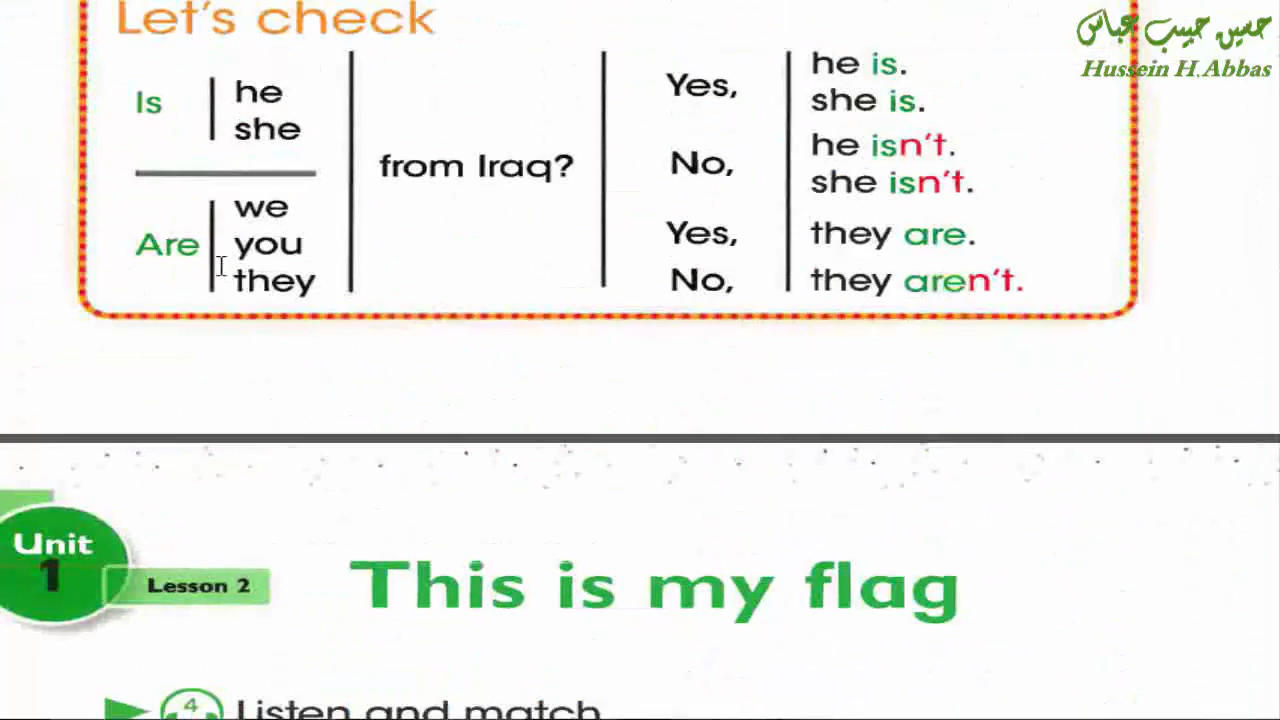 Let's check
حسين حبيب عباس
Hussein H.Abbas
Is he she
Are we you they
from Iraq?
Yes, he is. she is.
No, he isn't. she isn't.
Yes, they are.
No, they aren't.
Unit 1
Lesson 2
This is my flag
4 Listen and match